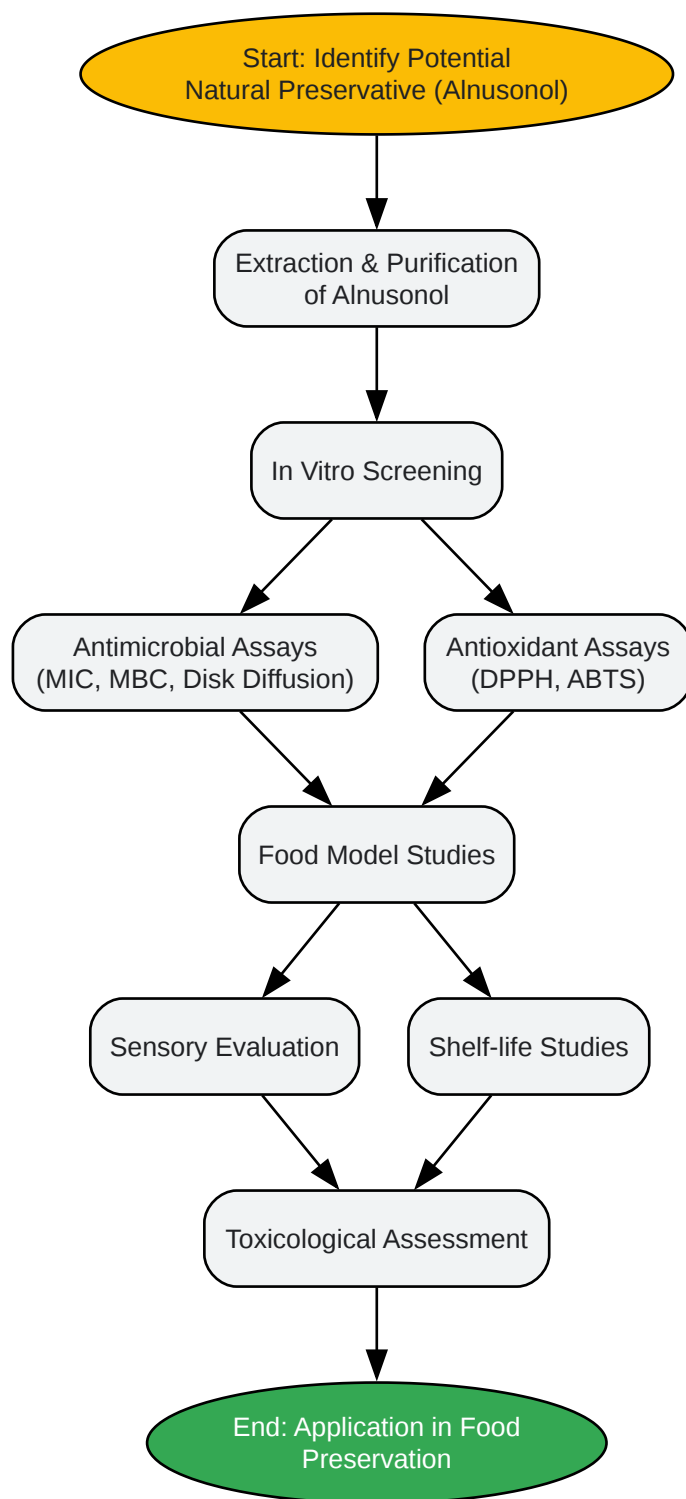 Start: Identify Potential
Natural Preservative (Alnusonol)
Extraction & Purification
of Alnusonol
In Vitro Screening
Antimicrobial Assays
(MIC, MBC, Disk Diffusion)
Antioxidant Assays
(DPPH, ABTS)
Food Model Studies
Sensory Evaluation
Shelf-life Studies
Toxicological Assessment
End: Application in Food
Preservation